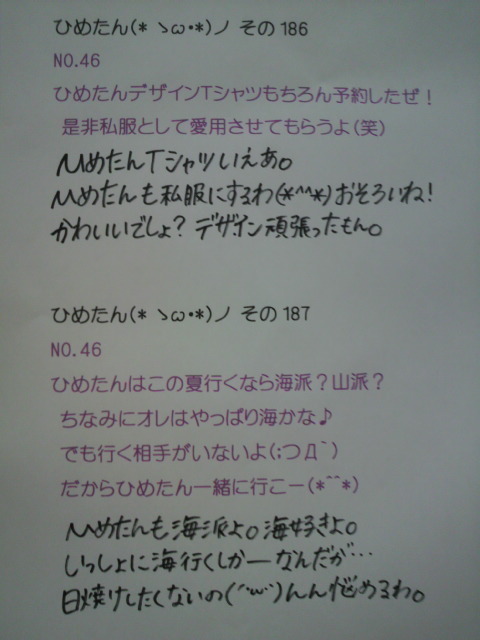 ひめたん(* ゝω・*)ノ その186
NO.46
ひめたんデザインTシャツもちろん予約したぜ！
是非私服として愛用させてもらうよ(笑)
ひめたんTシャツいえあ。
ひめたんも私服にするわ(*^^*)おそろいね!
かわいいでしょ?デザイン頑張ったもん。
ひめたん(* ゝω・*)ノ その187
NO.46
ひめたんはこの夏行くなら海派？山派？
ちなみにオレはやっぱり海かな♪
でも行く相手がいないよ(;つД｀)
だからひめたん一緒に行こー(*^^*)
ひめたんも海派よ。海好きよ。
いっしょに海行くしかーなんだが…
日焼けしたくないの(´・ω・`)んん悩めるわ。